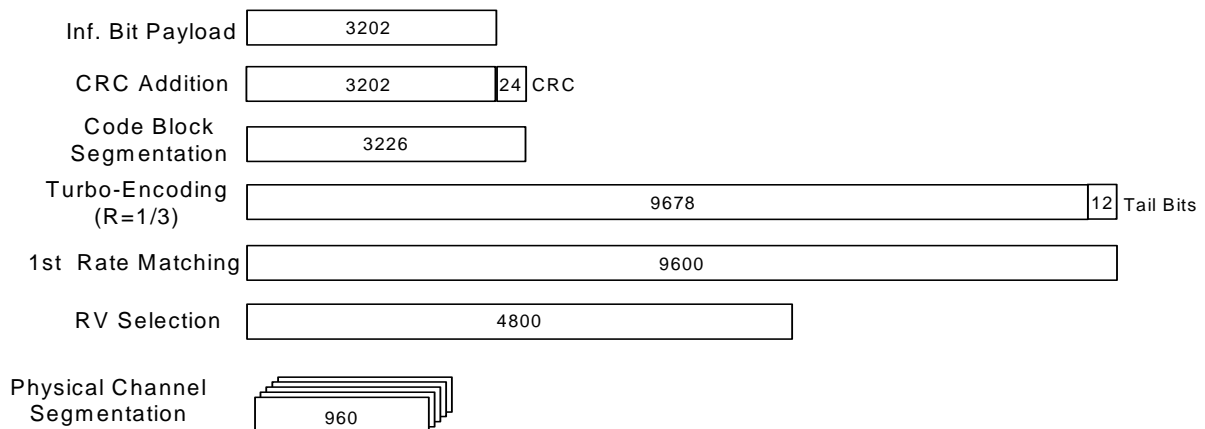 Inf. Bit Payload 3202
CRC Addition 3202 24 CRC
Code Block
Segmentation 3226
Turbo-Encoding
(R=1/3) 9678 12 Tail Bits
1st Rate Matching 9600
RV Selection 4800
Physical Channel
Segmentation 960